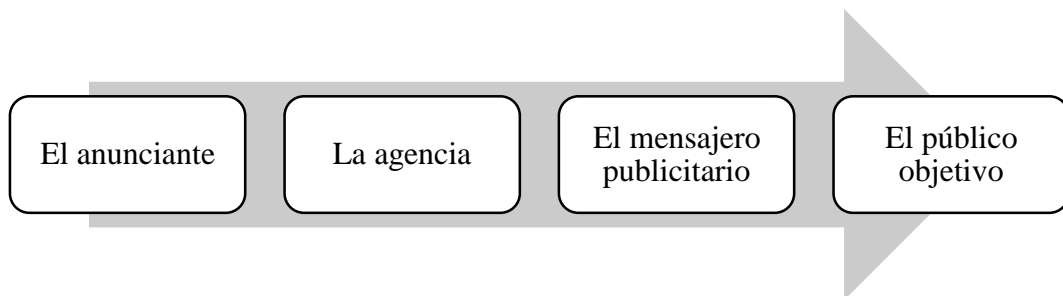 El anunciante
La agencia
El mensajero
publicitario
El público
objetivo